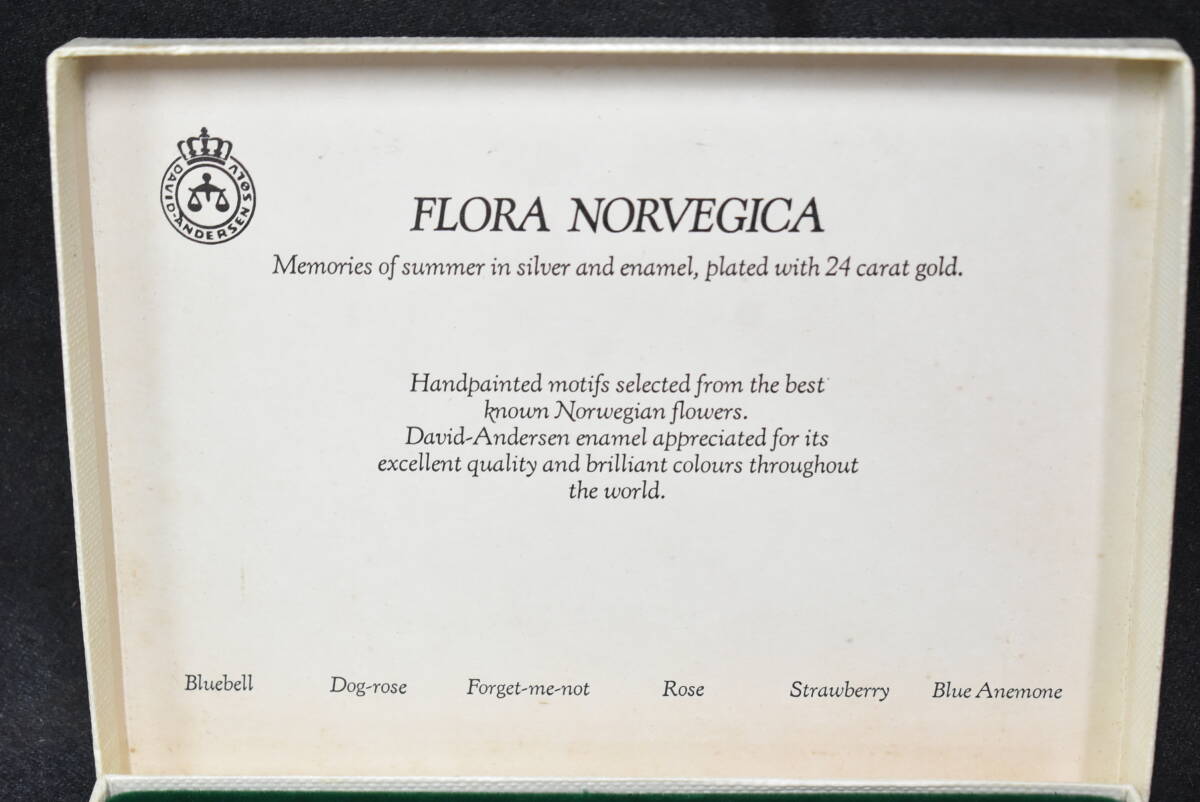 DAVID-ANDERSEN SØLV
FLORA NORVEGICA
Memories of summer in silver and enamel, plated with 24 carat gold.
Handpainted motifs selected from the best
known Norwegian flowers.
David-Andersen enamel appreciated for its
excellent quality and brilliant colours throughout
the world.
Bluebell Dog-rose Forget-me-not Rose Strawberry Blue Anemone